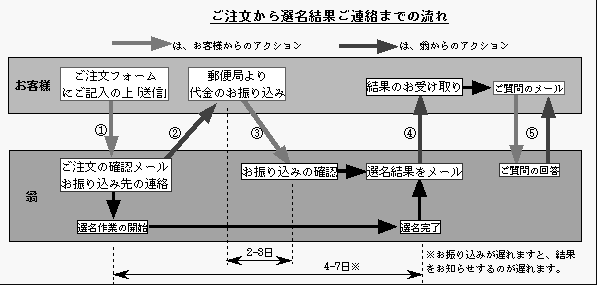 ご注文から選名結果ご連絡までの流れ
は、お客様からのアクション
は、翁からのアクション
お客様
ご注文フォーム
にご記入の上「送信」
郵便局より
代金のお振り込み
結果のお受け取り
ご質問のメール
①
②
③
④
⑤
翁
ご注文の確認メール
お振り込み先の連絡
お振り込みの確認
選名結果をメール
ご質問の回答
選名作業の開始
選名完了
2-3日
4-7日※
※お振り込みが遅れますと、結果
をお知らせするのが遅れます。